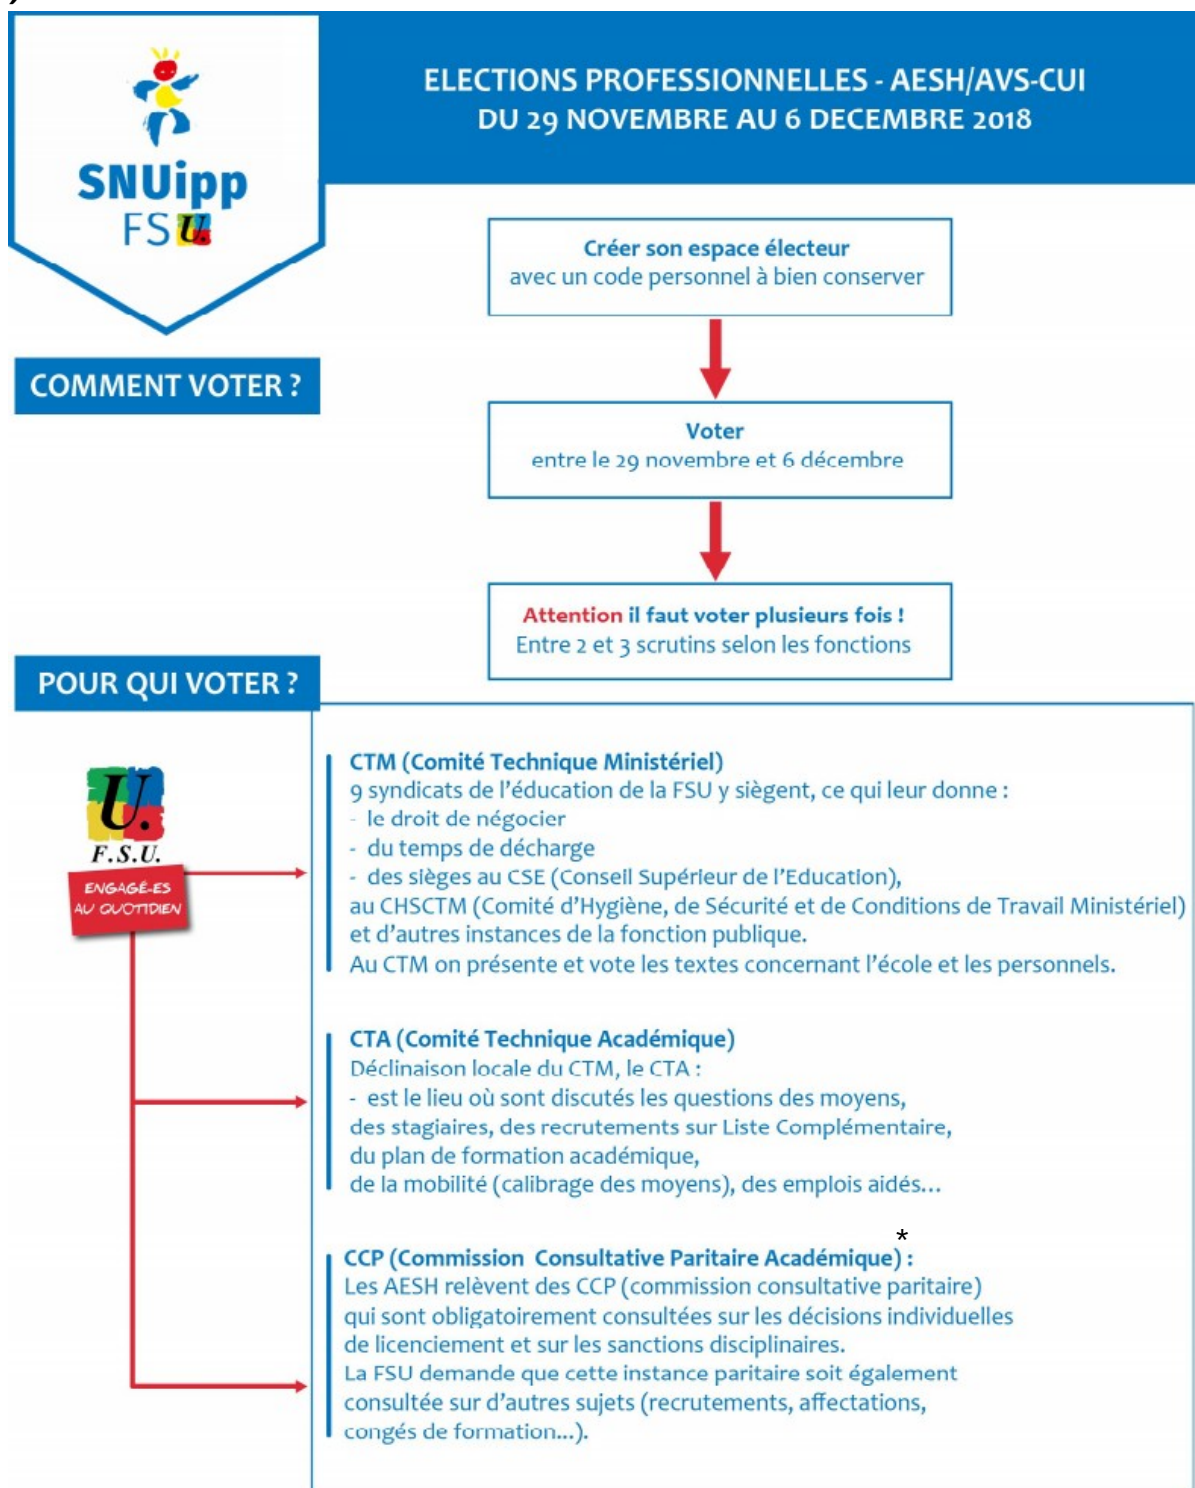 SNUipp
FSU.
ELECTIONS PROFESSIONNELLES - AESH/AVS-CUI
DU 29 NOVEMBRE AU 6 DECEMBRE 2018
Créer son espace électeur
avec un code personnel à bien conserver
COMMENT VOTER ?
Voter
entre le 29 novembre et 6 décembre
Attention il faut voter plusieurs fois !
Entre 2 et 3 scrutins selon les fonctions
POUR QUI VOTER ?
U.
F.S.U.
ENGAGÉ-ES
AU QUOTIDIEN
CTM (Comité Technique Ministériel)
9 syndicats de l'éducation de la FSU y siègent, ce qui leur donne :
- le droit de négocier
- du temps de décharge
- des sièges au CSE (Conseil Supérieur de l'Education),
au CHSCTM (Comité d'Hygiène, de Sécurité et de Conditions de Travail Ministériel)
et d'autres instances de la fonction publique.
Au CTM on présente et vote les textes concernant l'école et les personnels.
CTA (Comité Technique Académique)
Déclinaison locale du CTM, le CTA :
- est le lieu où sont discutés les questions des moyens,
des stagiaires, des recrutements sur Liste Complémentaire,
du plan de formation académique,
de la mobilité (calibrage des moyens), des emplois aidés...
*
CCP (Commission Consultative Paritaire Académique) :
Les AESH relèvent des CCP (commission consultative paritaire)
qui sont obligatoirement consultées sur les décisions individuelles
de licenciement et sur les sanctions disciplinaires.
La FSU demande que cette instance paritaire soit également
consultée sur d'autres sujets (recrutements, affectations,
congés de formation...).